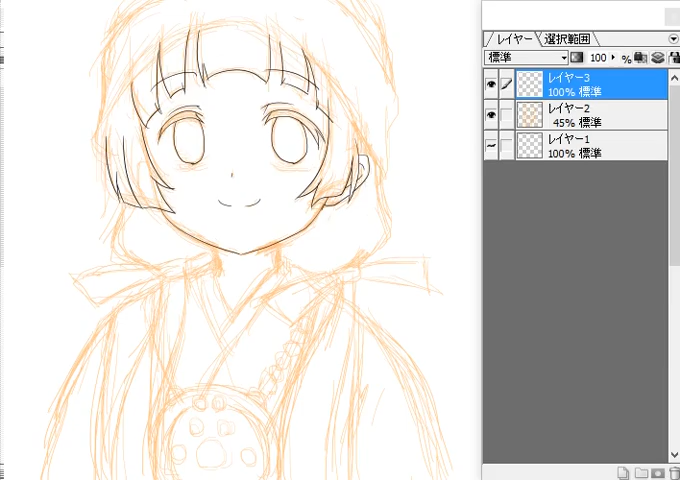 レイヤー 選択範囲
標準 100 %
レイヤー3
100% 標準
レイヤー2
45% 標準
レイヤー1
100% 標準